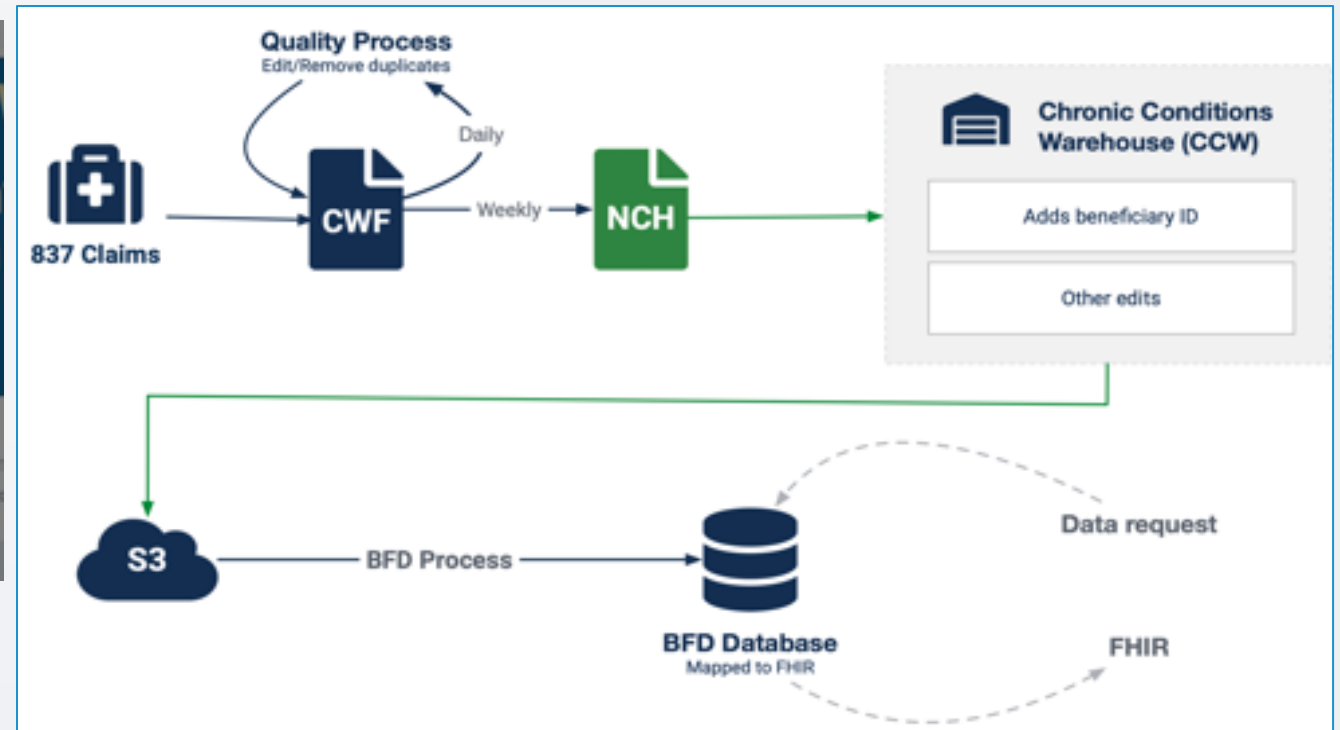 Quality Process
Edit/Remove duplicates
Daily
837 Claims
CWF
Weekly
NCH
Chronic Conditions
Warehouse (CCW)
Adds beneficiary ID
Other edits
S3
BFD Process
BFD Database
Mapped to FHIR
Data request
FHIR